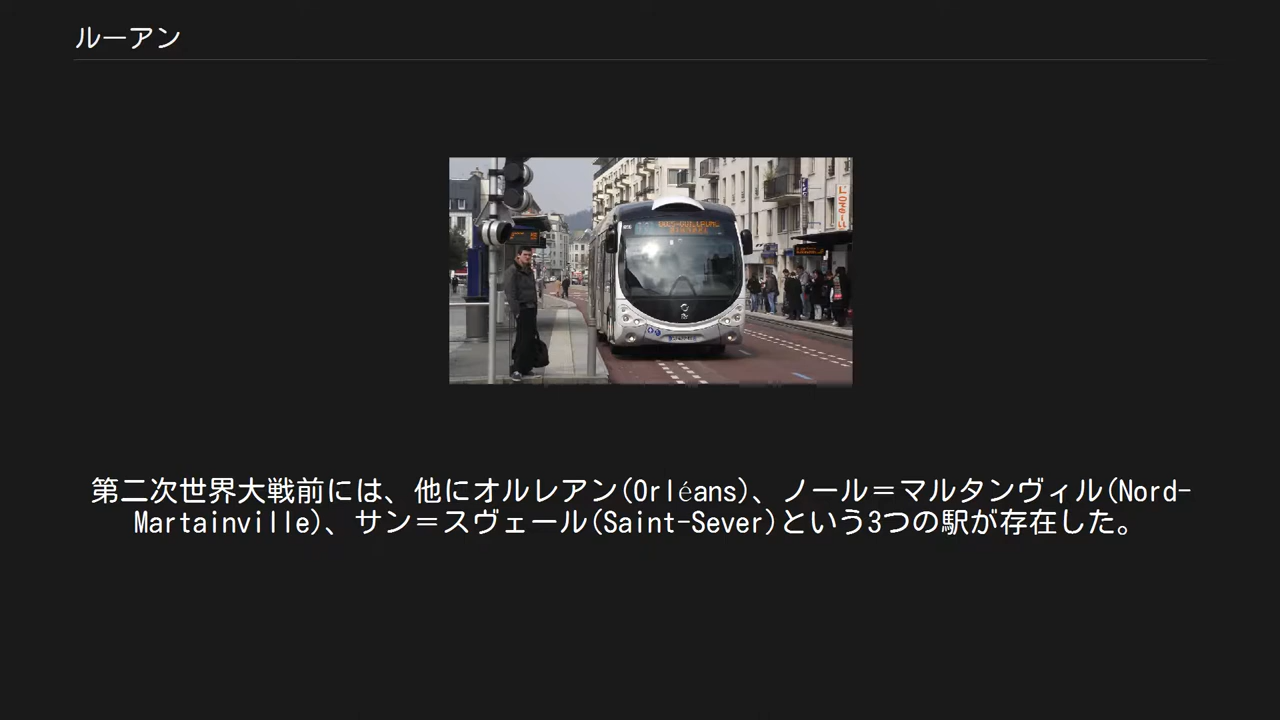 ルーアン
第二次世界大戦前には、他にオルレアン(Orléans)、ノール＝マルタンヴィル(Nord-
Martainville)、サン＝スヴェール(Saint-Sever)という3つの駅が存在した。